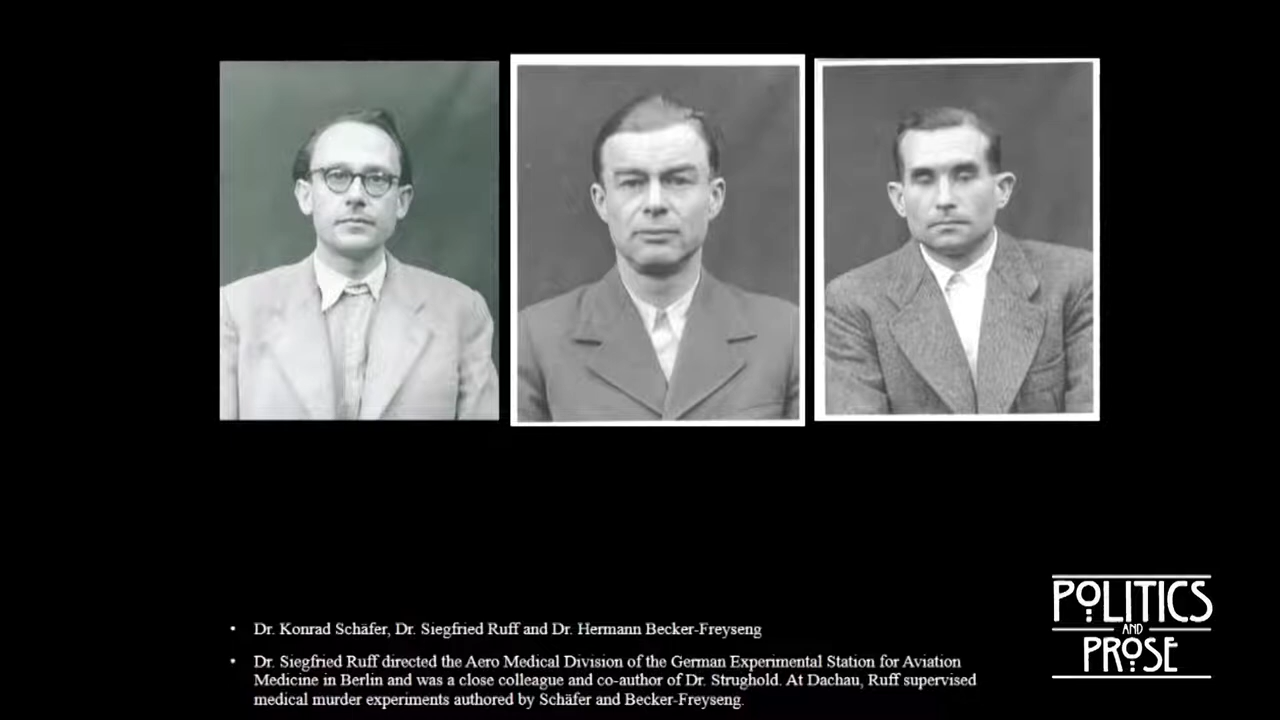 • Dr. Konrad Schäfer, Dr. Siegfried Ruff and Dr. Hermann Becker-Freyseng
• Dr. Siegfried Ruff directed the Aero Medical Division of the German Experimental Station for Aviation
Medicine in Berlin and was a close colleague and co-author of Dr. Strughold. At Dachau, Ruff supervised
medical murder experiments authored by Schäfer and Becker-Freyseng.
POLITICS
AND
PROSE